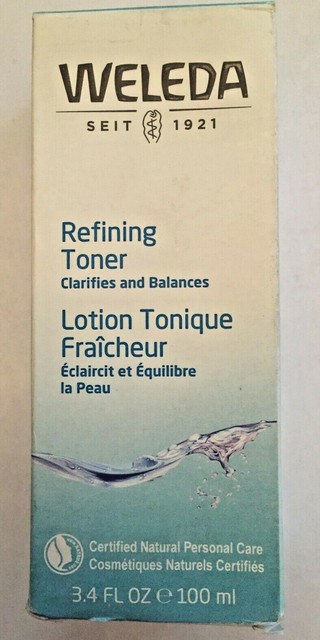 WELEDA
SEIT 1921
Refining
Toner
Clarifies and Balances
Lotion Tonique
Fraîcheur
Éclaircit et Équilibre
la Peau
Certified Natural Personal Care
Cosmétiques Naturels Certifiés
3.4 FL OZ ℮ 100 ml